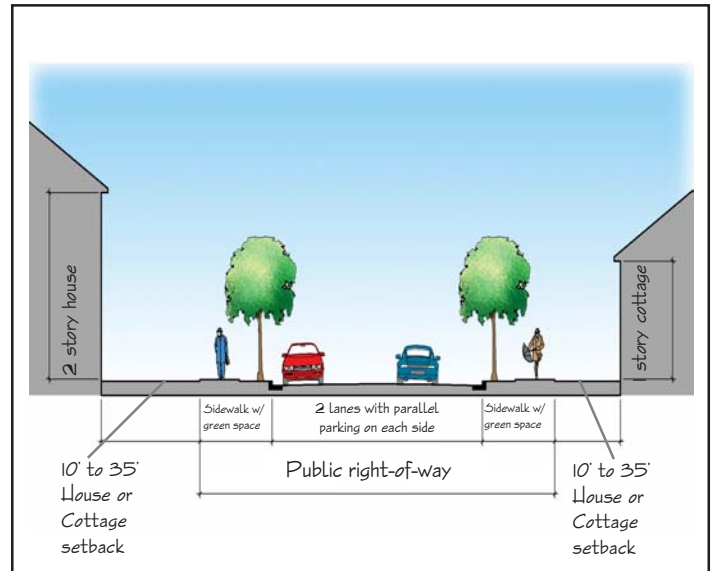 2 story house
1 story cottage
Sidewalk w/
green space
2 lanes with parallel
parking on each side
Sidewalk w/
green space
Public right-of-way
10' to 35'
House or
Cottage
setback
10' to 35'
House or
Cottage
setback